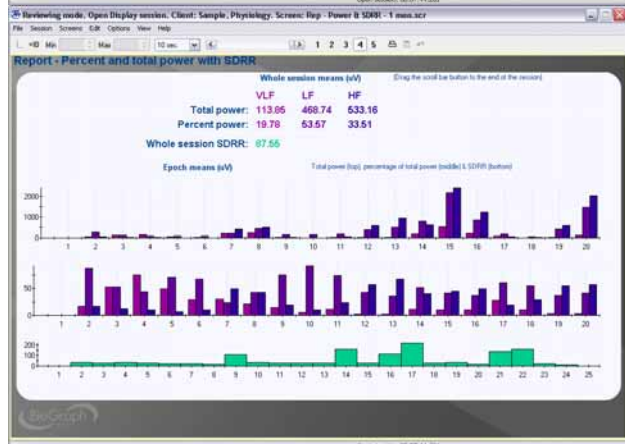 Reviewing mode. Open Display session. Client: Sample, Physiology. Screen: Rep - Power & SDRR - 1 mon.scr
File Session Screens Edit Options View Help
Min Max 10 sec. 1 2 3 4 5
Report - Percent and total power with SDRR
Whole session means (uV) (Drag the scroll bar button to the end of the session)
VLF LF HF
Total power: 113.85 468.74 533.16
Percent power: 19.78 53.57 33.51
Whole session SDRR: 87.55
Epoch means (uV) Total power (top), percentage of total power (middle) & SDRR (bottom)
2000
1000
0
1 2 3 4 5 6 7 8 9 10 11 12 13 14 15 16 17 18 19 20
50
0
1 2 3 4 5 6 7 8 9 10 11 12 13 14 15 16 17 18 19 20
200
100
0
1 2 3 4 5 6 7 8 9 10 11 12 13 14 15 16 17 18 19 20 21 22 23 24 25
BioGraph